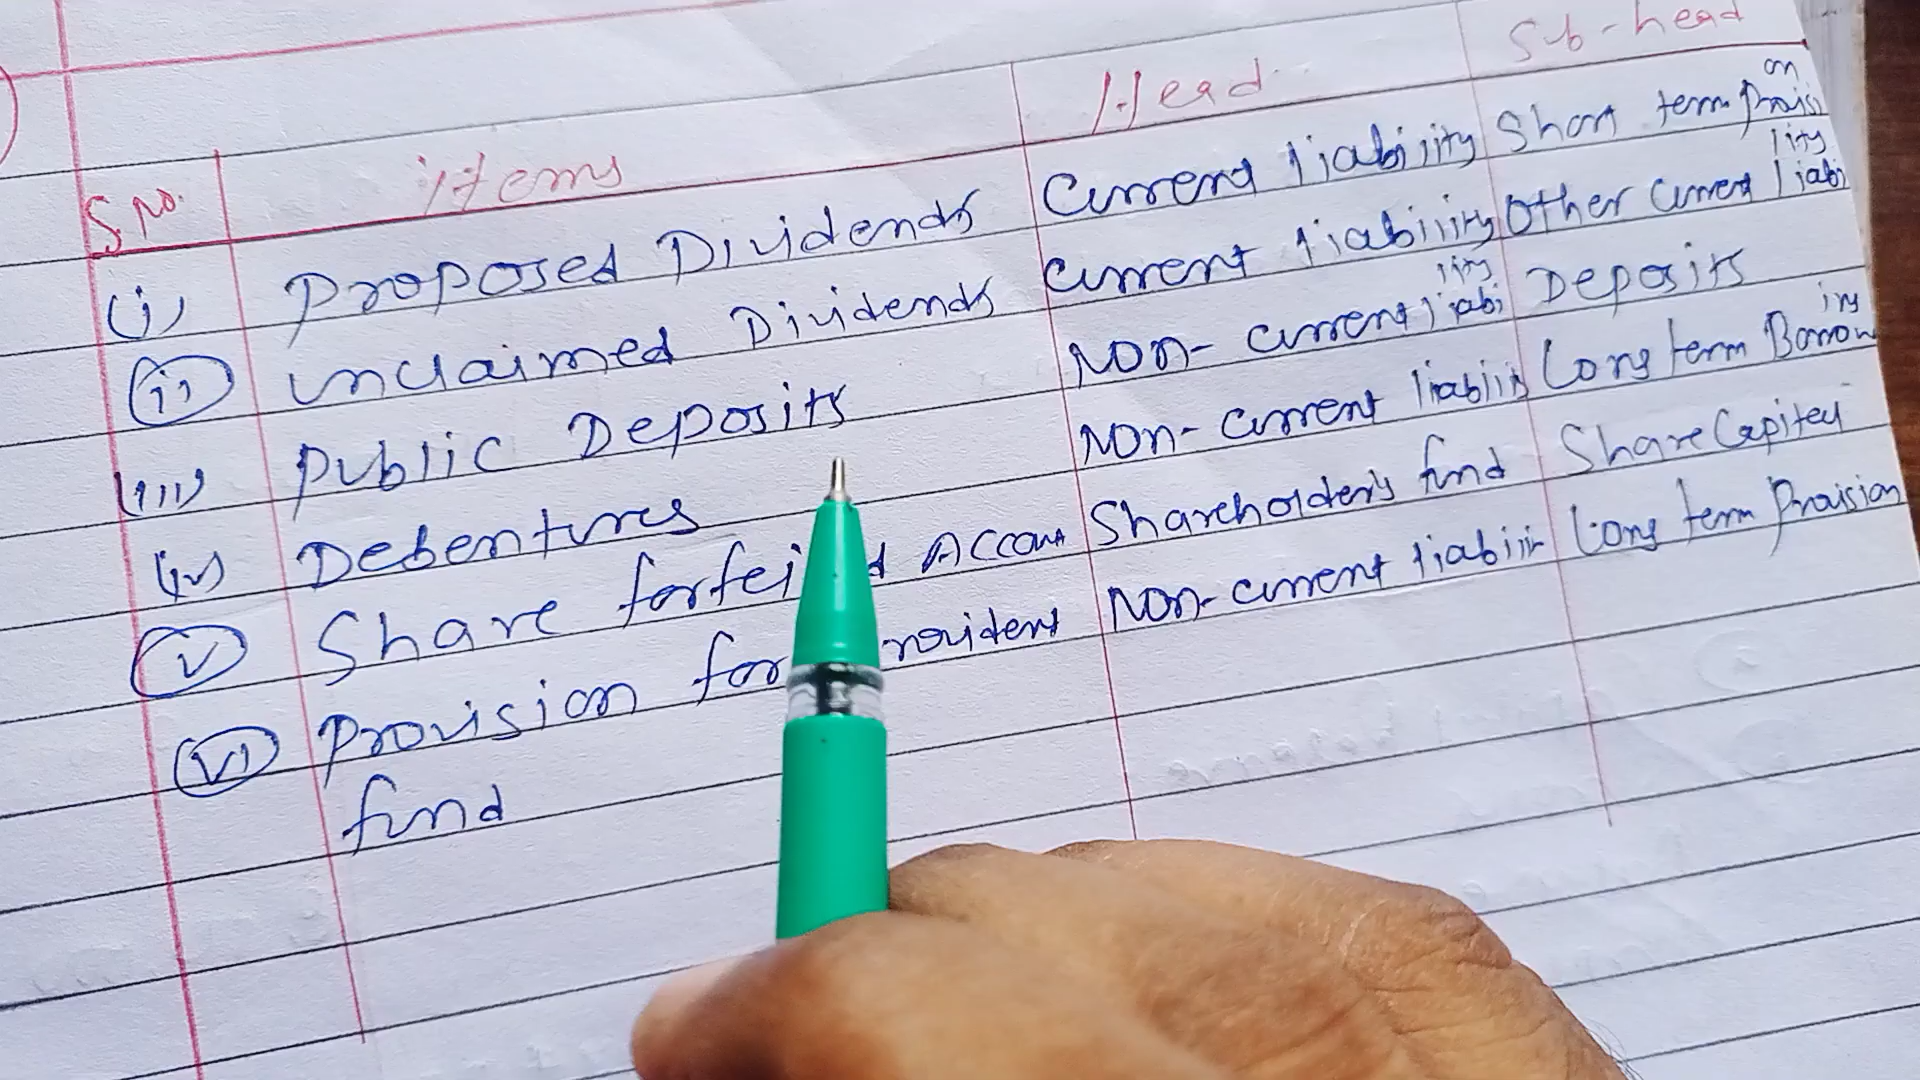 S.No. items Head Sub-head
(i) Proposed Dividends Current liability Short term Provision
(ii) unclaimed Dividends Current liability Other current liability
(iii) Public Deposits Non-current liability Deposits
(iv) Debentures Non-current liability Long term Borrowing
(v) Share forfei d Accoun Shareholder's fund Share Capital
(vi) Provision for rovident Non-current liability Long term Provision
fund